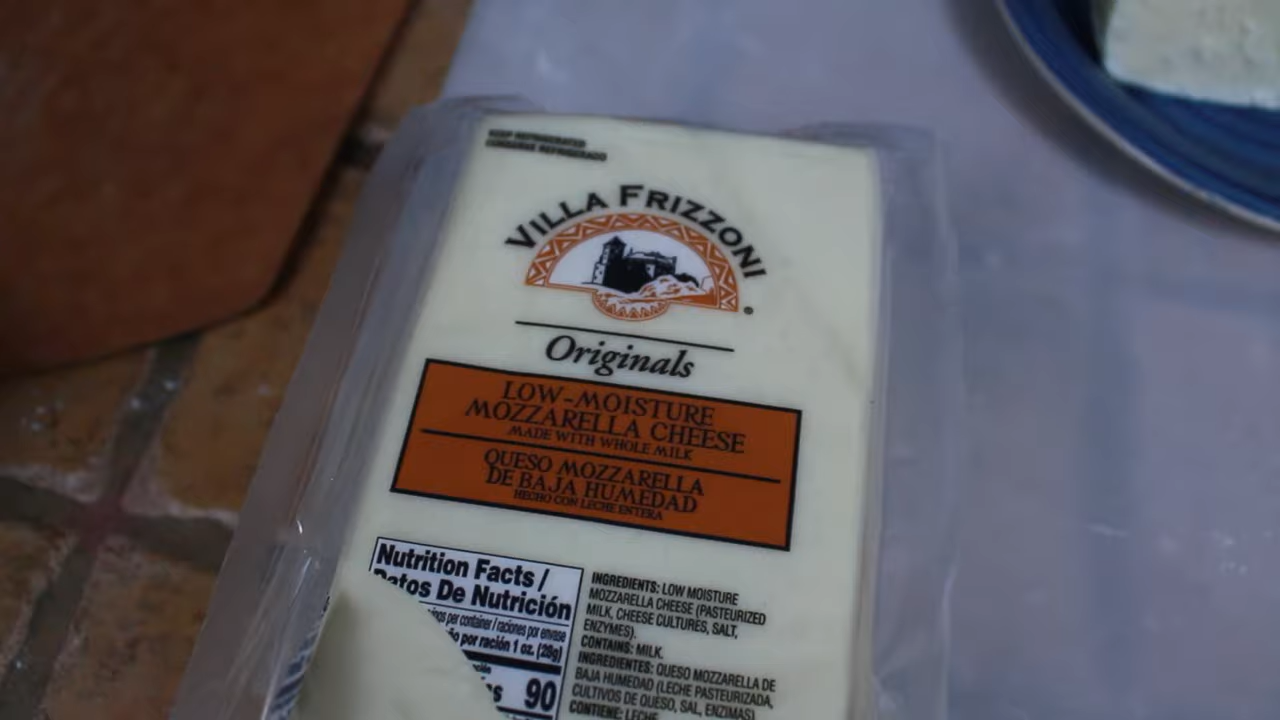 KEEP REFRIGERATED
CONSERVAR REFRIGERADO
VILLA FRIZZONI
Originals
LOW-MOISTURE
MOZZARELLA CHEESE
MADE WITH WHOLE MILK
QUESO MOZZARELLA
DE BAJA HUMEDAD
HECHO CON LECHE ENTERA
Nutrition Facts /
Datos De Nutrición
per container / raciones por envase
por ración 1 oz. (28g)
90
INGREDIENTS: LOW MOISTURE
MOZZARELLA CHEESE (PASTEURIZED
MILK, CHEESE CULTURES, SALT,
ENZYMES).
CONTAINS: MILK.
INGREDIENTES: QUESO MOZZARELLA DE
BAJA HUMEDAD (LECHE PASTEURIZADA,
CULTIVOS DE QUESO, SAL, ENZIMAS)
CONTIENE: LECHE